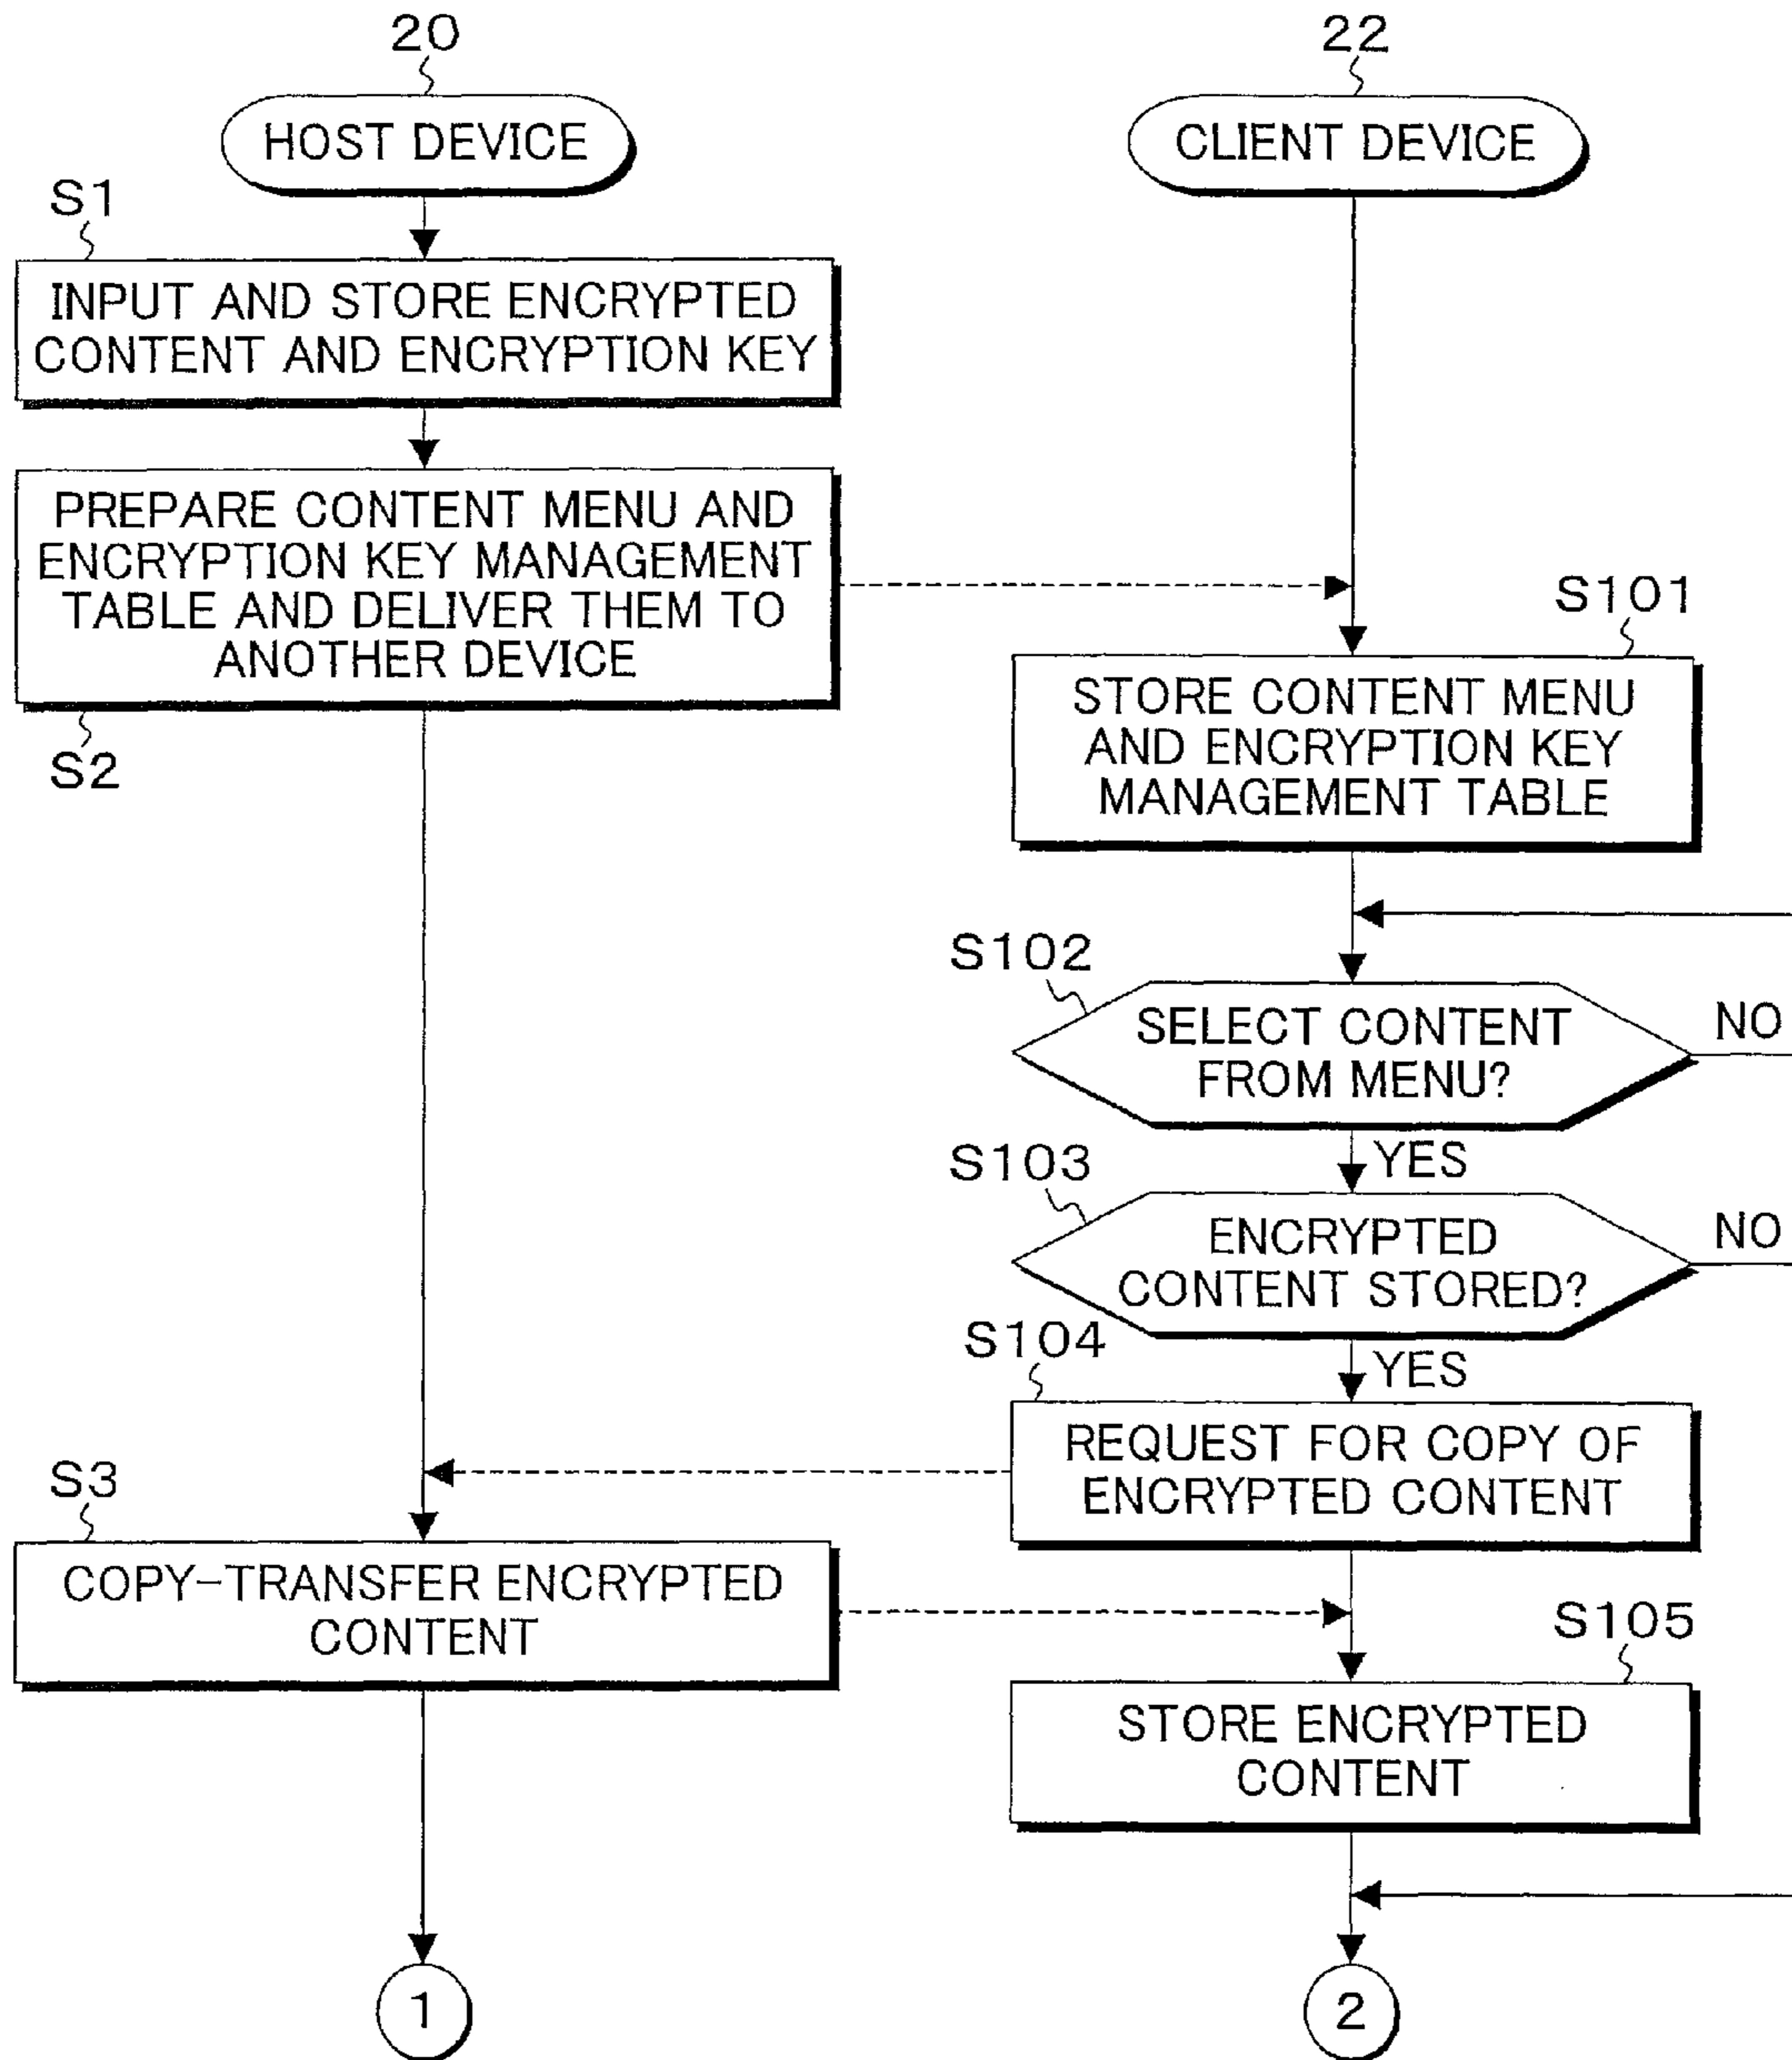 20
HOST DEVICE
S1
INPUT AND STORE ENCRYPTED
CONTENT AND ENCRYPTION KEY
PREPARE CONTENT MENU AND
ENCRYPTION KEY MANAGEMENT
TABLE AND DELIVER THEM TO
ANOTHER DEVICE
S2
S3
COPY-TRANSFER ENCRYPTED
CONTENT
1
22
CLIENT DEVICE
S101
STORE CONTENT MENU
AND ENCRYPTION KEY
MANAGEMENT TABLE
S102
SELECT CONTENT
FROM MENU?
NO
YES
S103
ENCRYPTED
CONTENT STORED?
NO
YES
S104
REQUEST FOR COPY OF
ENCRYPTED CONTENT
S105
STORE ENCRYPTED
CONTENT
2